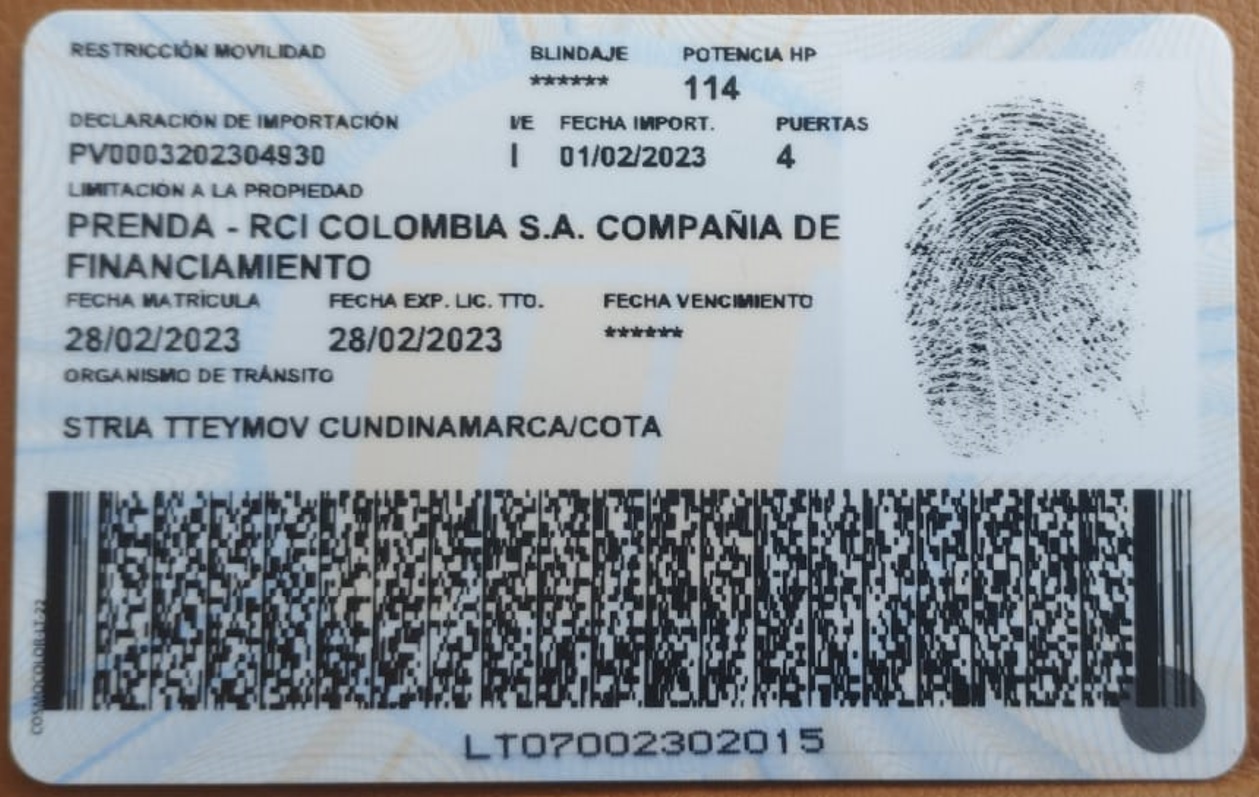 RESTRICCIÓN MOVILIDAD BLINDAJE POTENCIA HP
****** 114
DECLARACIÓN DE IMPORTACIÓN I/E FECHA IMPORT. PUERTAS
PV0003202304930 I 01/02/2023 4
LIMITACIÓN A LA PROPIEDAD
PRENDA - RCI COLOMBIA S.A. COMPAÑIA DE
FINANCIAMIENTO
FECHA MATRÍCULA FECHA EXP. LIC. TTO. FECHA VENCIMIENTO
28/02/2023 28/02/2023 ******
ORGANISMO DE TRÁNSITO
STRIA TTEYMOV CUNDINAMARCA/COTA
LT07002302015